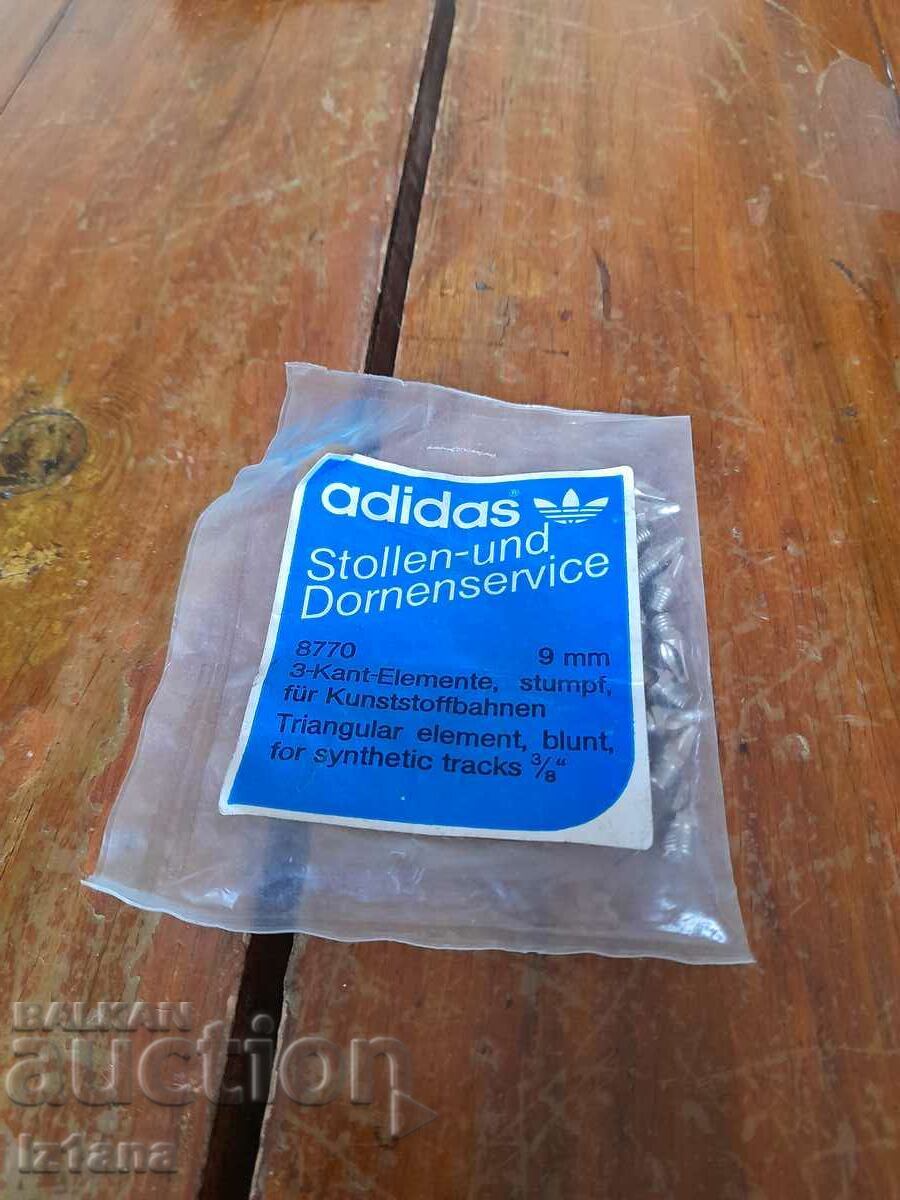 adidas®
Stollen-und
Dornenservice
8770 9 mm
3-Kant-Elemente, stumpf,
für Kunststoffbahnen
Triangular element, blunt,
for synthetic tracks 3/8"
BALKAN
auction
iz1ana